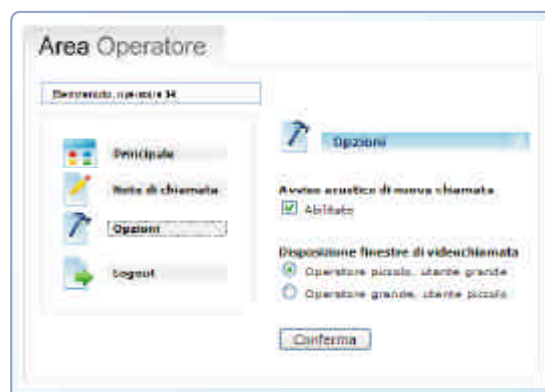 Area Operatore
Benvenuto, operatore 14
Principale
Note di chiamata
Opzioni
Logout
Opzioni
Avviso acustico di nuova chiamata
Abilitato
Disposizione finestre di videochiamata
Operatore piccolo, utente grande
Operatore grande, utente piccolo
Conferma